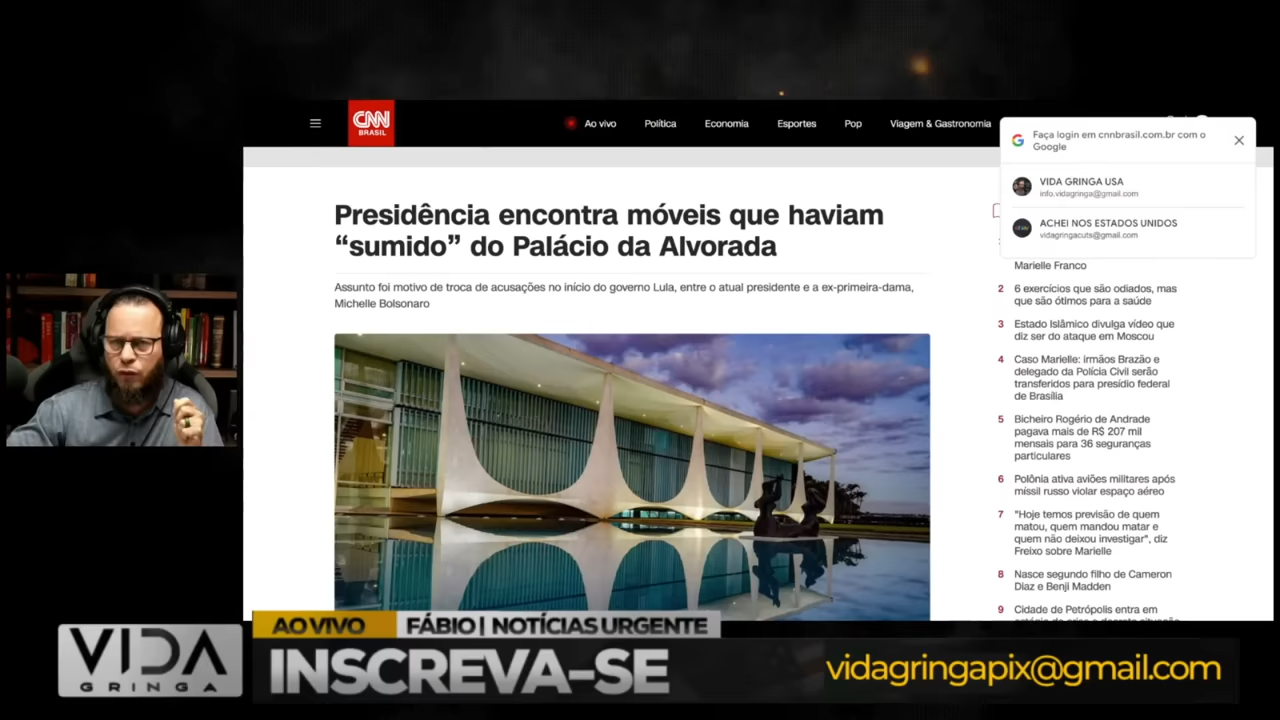 CNN
BRASIL
Ao vivo
Política
Economia
Esportes
Pop
Viagem & Gastronomia
Faça login em cnnbrasil.com.br com o
Google
VIDA GRINGA USA
info.vidagringa@gmail.com
ACHEI NOS ESTADOS UNIDOS
vidagringacuts@gmail.com
Presidência encontra móveis que haviam
“sumido” do Palácio da Alvorada
Assunto foi motivo de troca de acusações no início do governo Lula, entre o atual presidente e a ex-primeira-dama,
Michelle Bolsonaro
Marielle Franco
2 6 exercícios que são odiados, mas
que são ótimos para a saúde
3 Estado Islâmico divulga vídeo que
diz ser do ataque em Moscou
4 Caso Marielle: irmãos Brazão e
delegado da Polícia Civil serão
transferidos para presídio federal
de Brasília
5 Bicheiro Rogério de Andrade
pagava mais de R$ 207 mil
mensais para 36 seguranças
particulares
6 Polônia ativa aviões militares após
míssil russo violar espaço aéreo
7 "Hoje temos previsão de quem
matou, quem mandou matar e
quem não deixou investigar", diz
Freixo sobre Marielle
8 Nasce segundo filho de Cameron
Diaz e Benji Madden
9 Cidade de Petrópolis entra em
AO VIVO
FÁBIO | NOTÍCIAS URGENTE
VIDA
GRINGA
INSCREVA-SE
vidagringapix@gmail.com